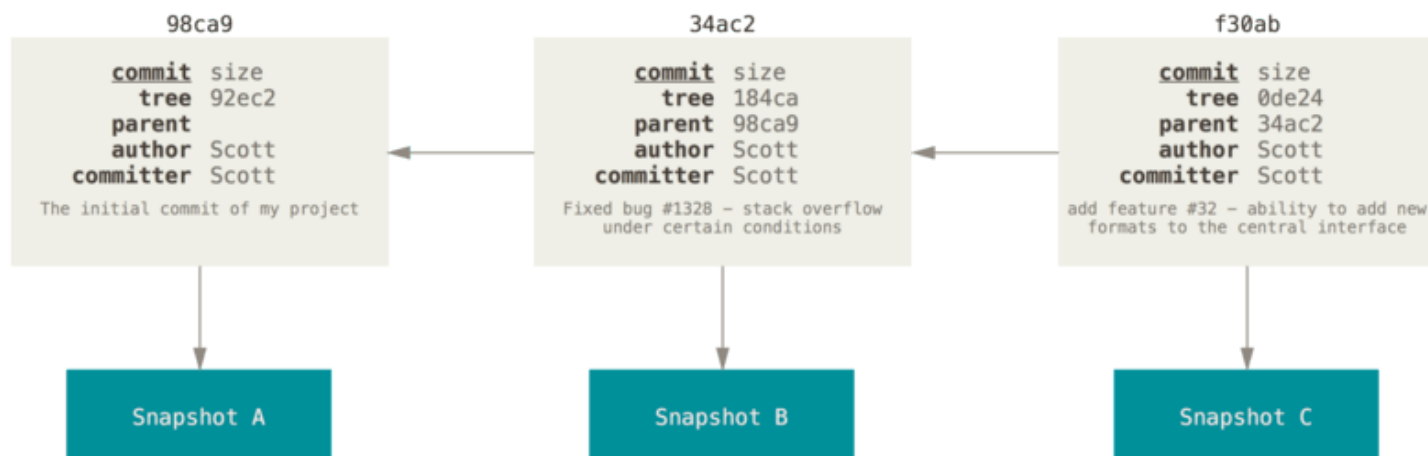 98ca9
commit size
tree 92ec2
parent
author Scott
committer Scott
The initial commit of my project
Snapshot A
34ac2
commit size
tree 184ca
parent 98ca9
author Scott
committer Scott
Fixed bug #1328 – stack overflow
under certain conditions
Snapshot B
f30ab
commit size
tree 0de24
parent 34ac2
author Scott
committer Scott
add feature #32 – ability to add new
formats to the central interface
Snapshot C